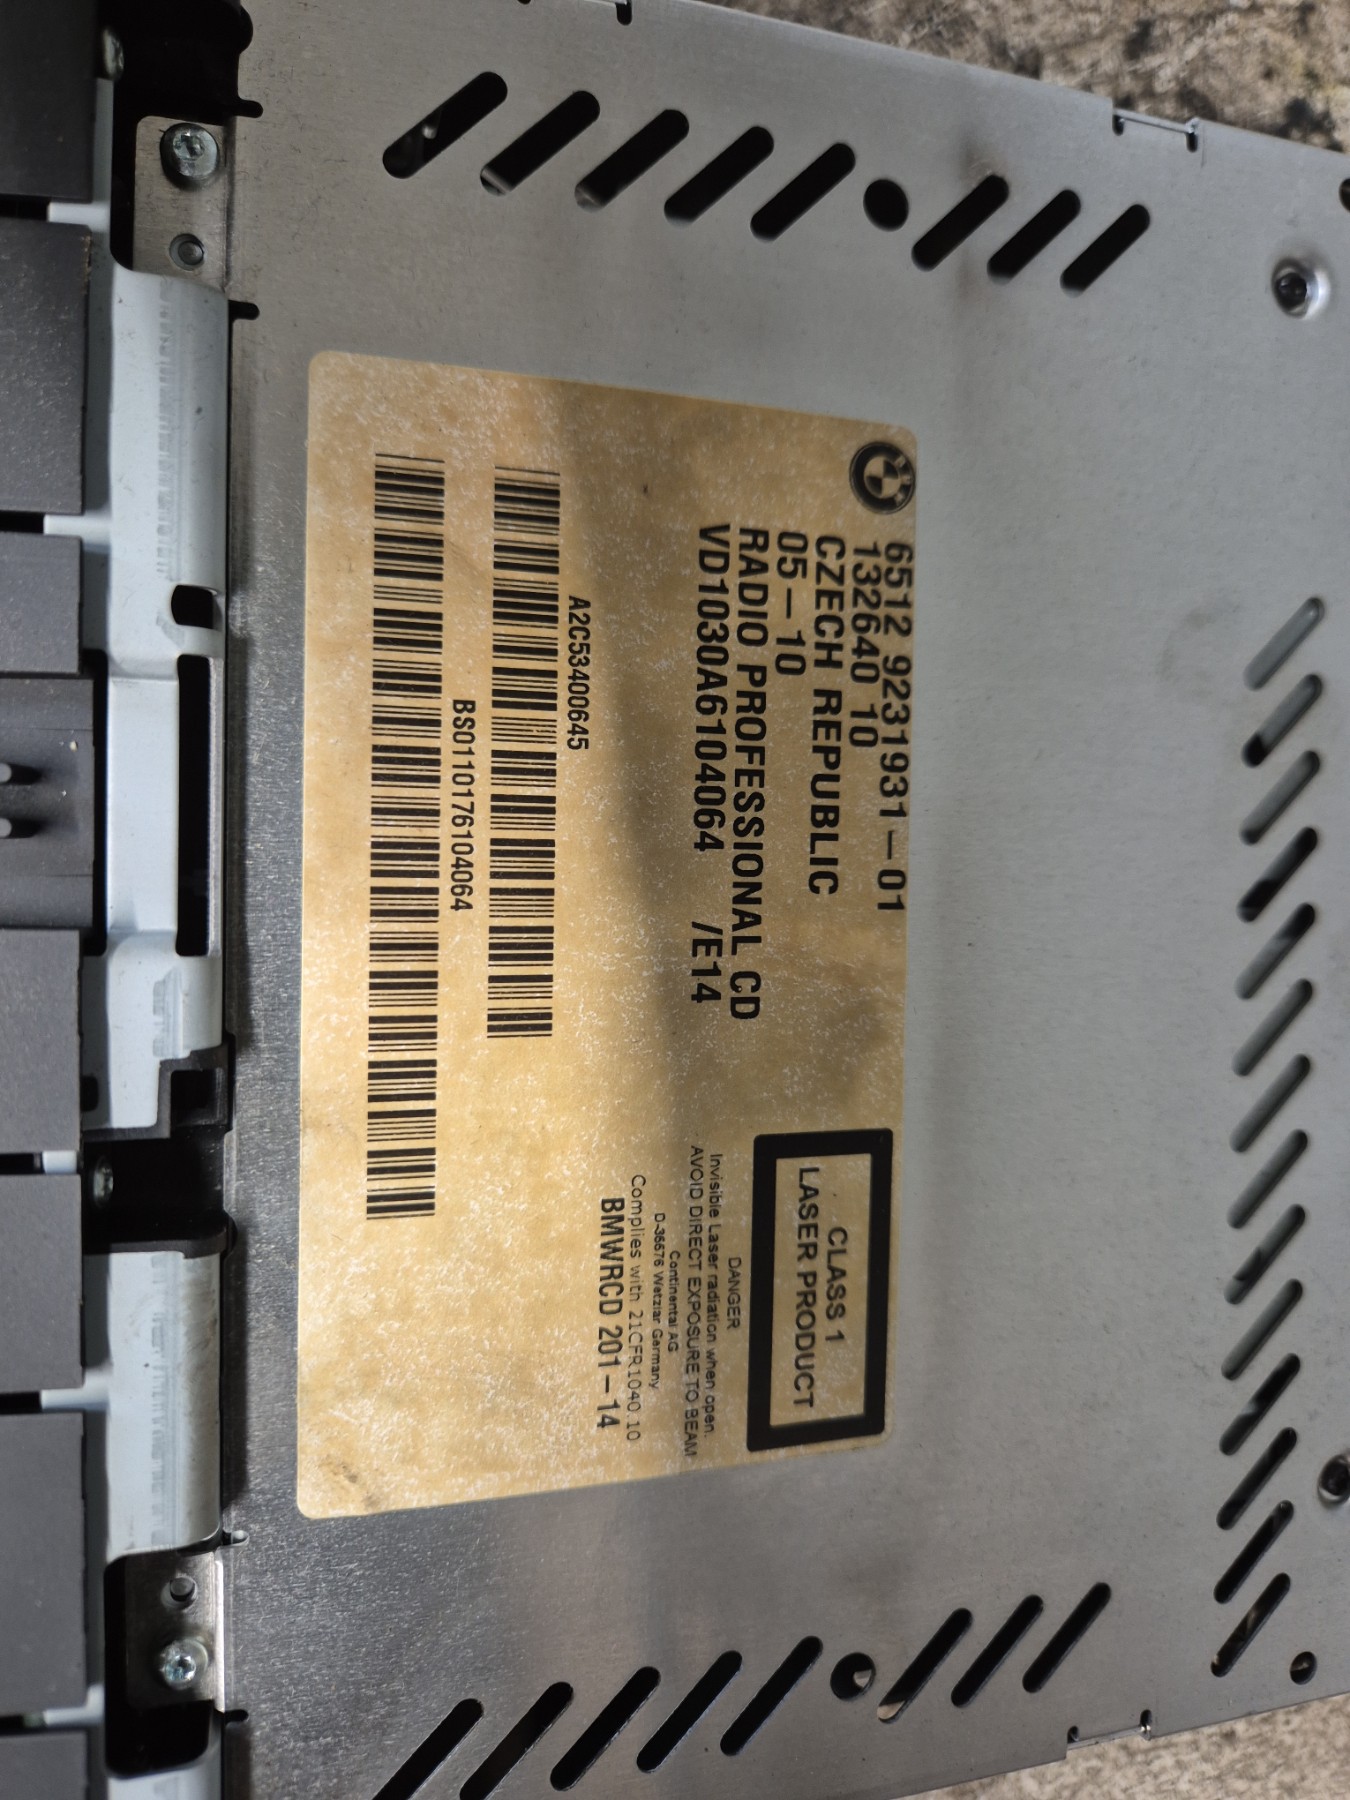 6512 9231931-01
1326640 10
CZECH REPUBLIC
05-10
RADIO PROFESSIONAL CD
VD1030A6104064 /E14
CLASS 1
LASER PRODUCT
DANGER
Invisible Laser radiation when open.
AVOID DIRECT EXPOSURE TO BEAM
Continental AG
D-35576 Wetzlar Germany
Complies with 21CFR1040.10
BMWRCD 201-14
A2C53400645
BS0110176104064